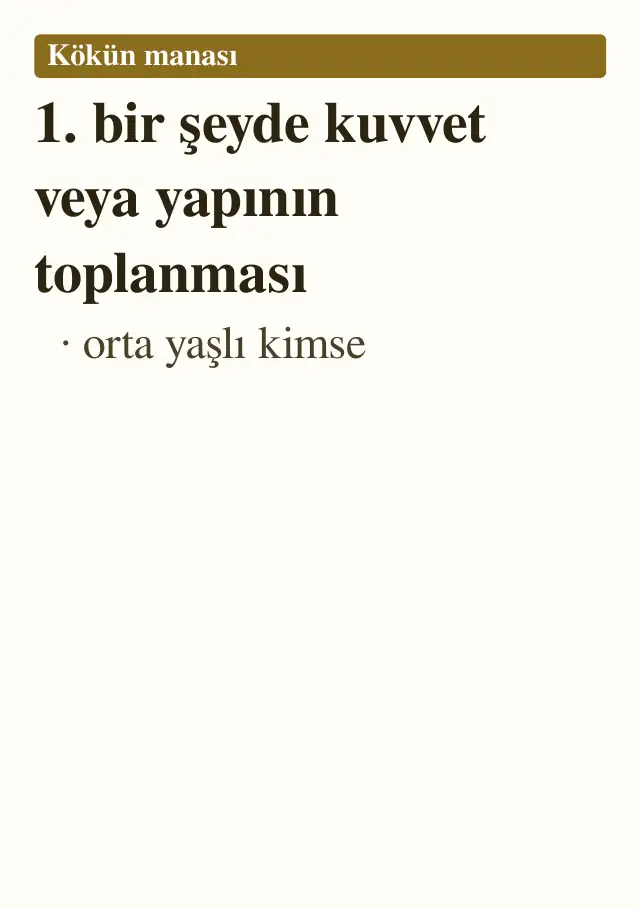 Kökün manası
1. bir şeyde kuvvet
veya yapının
toplanması
· orta yaşlı kimse